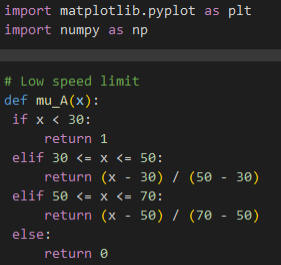 import matplotlib.pyplot as plt
import numpy as np
# Low speed limit
def mu_A(x):
 if x < 30:
     return 1
 elif 30 <= x <= 50:
     return (x - 30) / (50 - 30)
 elif 50 <= x <= 70:
     return (x - 50) / (70 - 50)
 else:
     return 0